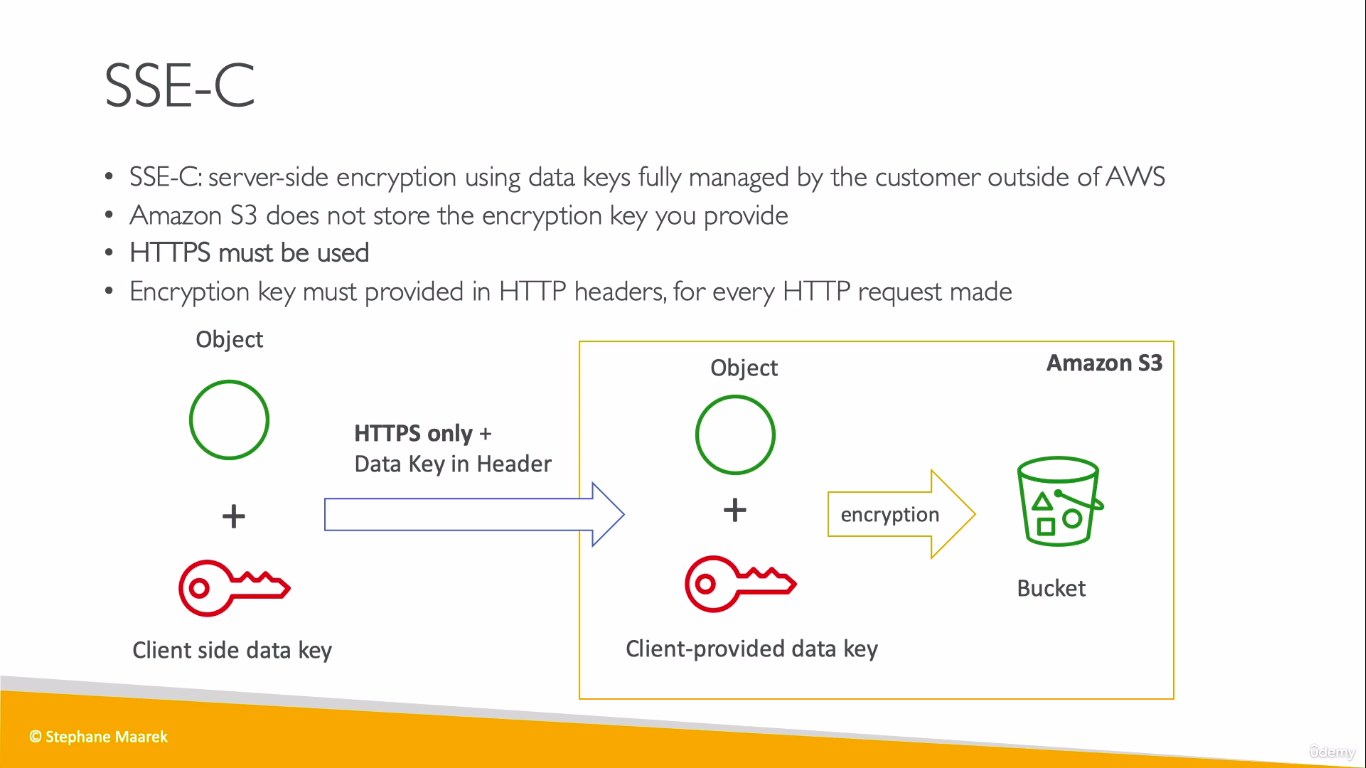 SSE-C
• SSE-C: server-side encryption using data keys fully managed by the customer outside of AWS
• Amazon S3 does not store the encryption key you provide
• HTTPS must be used
• Encryption key must provided in HTTP headers, for every HTTP request made
Object
+
Client side data key
HTTPS only +
Data Key in Header
Amazon S3
Object
+
Client-provided data key
encryption
Bucket
© Stephane Maarek
ûdemy